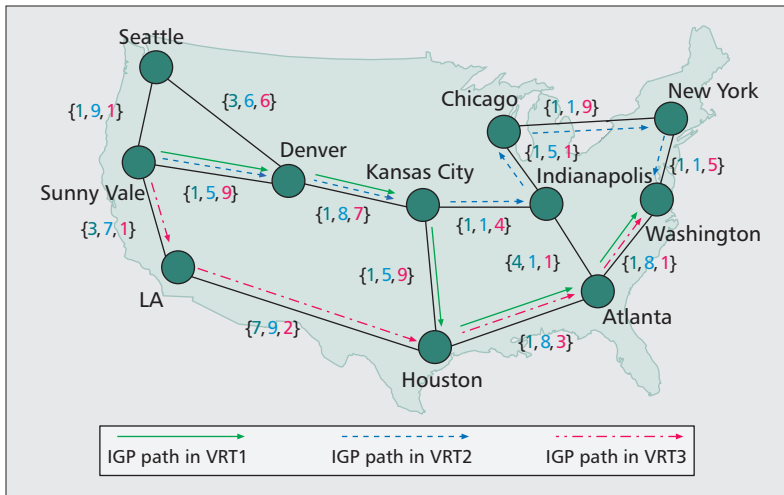 Seattle
{3,6,6}
{1,9,1}
Chicago
{1,1,9}
New York
Denver
Kansas City
{1,5,1}
Indianapolis
{1,1,5}
Sunny Vale
{1,5,9}
{1,8,7}
{1,1,4}
Washington
{3,7,1}
{1,5,9}
{4,1,1}
{1,8,1}
LA
{7,9,2}
Atlanta
{1,8,3}
Houston
IGP path in VRT1
IGP path in VRT2
IGP path in VRT3